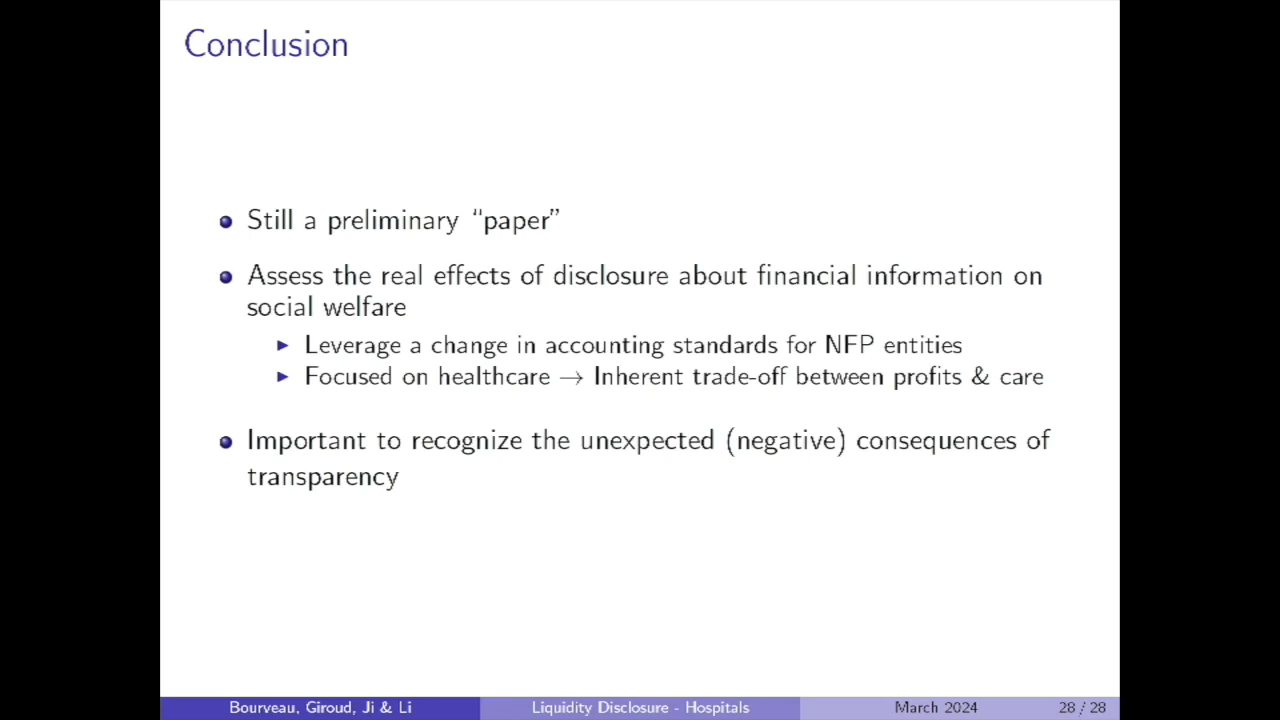 Conclusion
Still a preliminary “paper”
Assess the real effects of disclosure about financial information on
social welfare
Leverage a change in accounting standards for NFP entities
Focused on healthcare → Inherent trade-off between profits & care
Important to recognize the unexpected (negative) consequences of
transparency
Bourveau, Giroud, Ji & Li
Liquidity Disclosure - Hospitals
March 2024
28 / 28